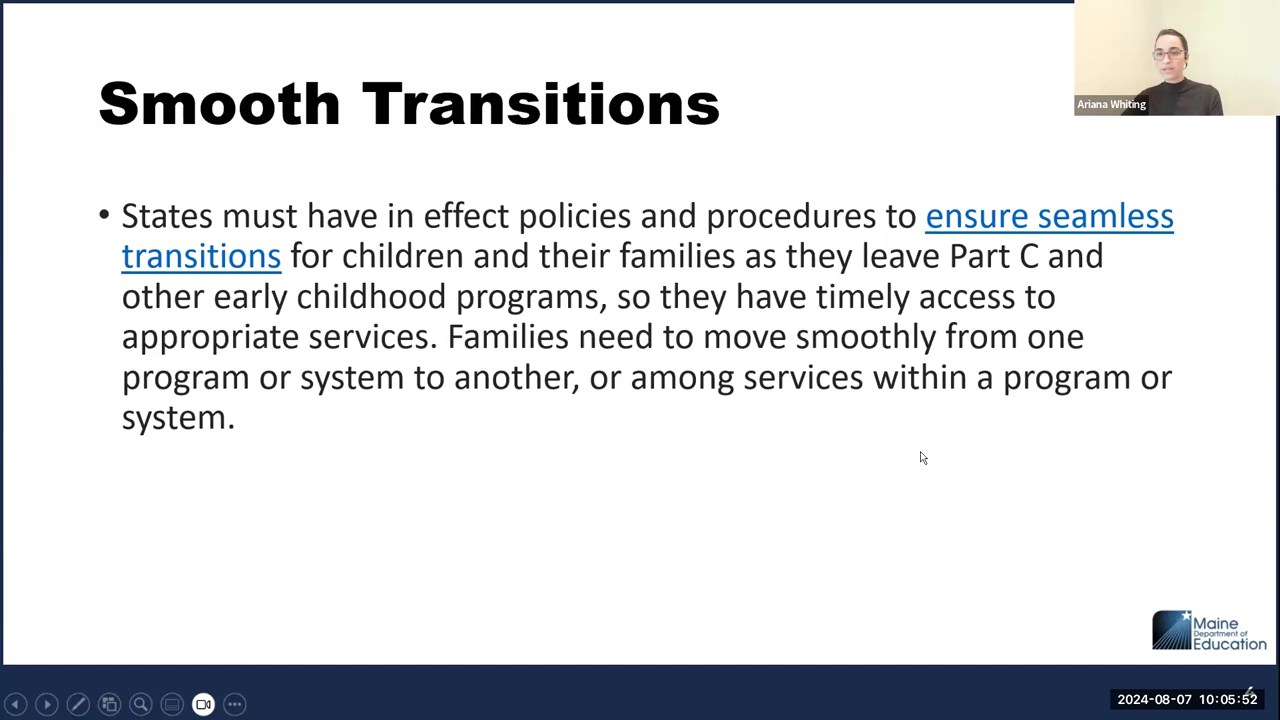 Smooth Transitions
Ariana Whiting
• States must have in effect policies and procedures to ensure seamless
transitions for children and their families as they leave Part C and
other early childhood programs, so they have timely access to
appropriate services. Families need to move smoothly from one
program or system to another, or among services within a program or
system.
Maine
Department of
Education
2024-08-07 10:05:52